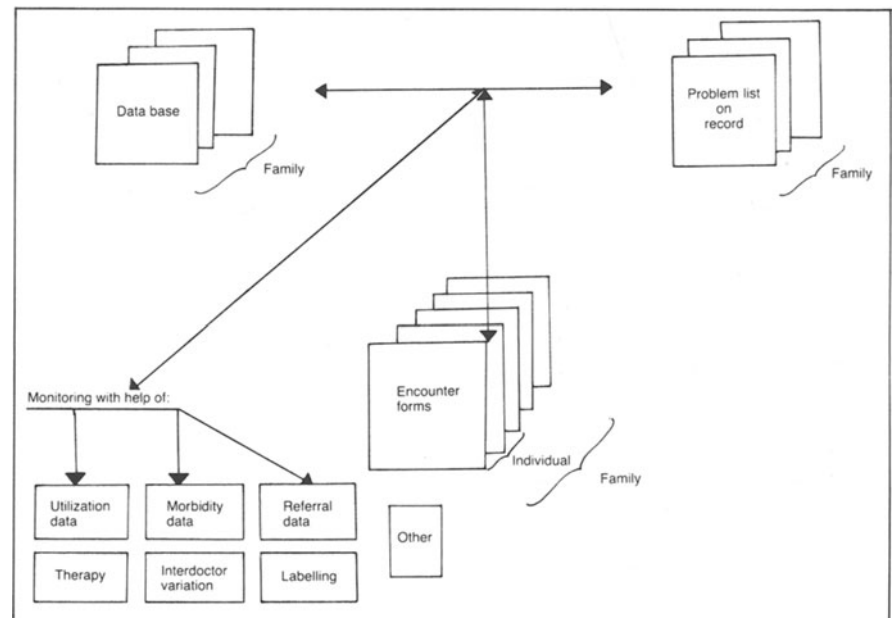 Data base
Family
Problem list
on
record
Family
Encounter
forms
Individual
Family
Monitoring with help of:
Utilization
data
Morbidity
data
Referral
data
Other
Therapy
Interdoctor
variation
Labelling